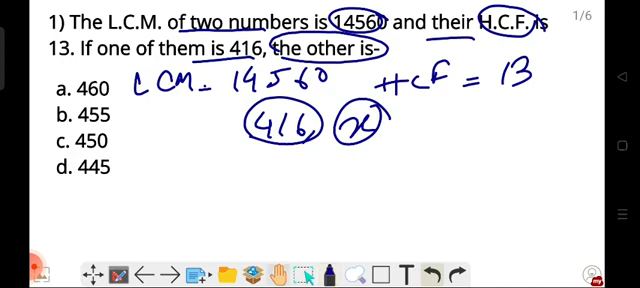 1/6
1) The L.C.M. of two numbers is 14560 and their H.C.F. is
13. If one of them is 416, the other is-
a. 460 LCM = 14560 HCF = 13
b. 455 416 x
c. 450
d. 445
T
my